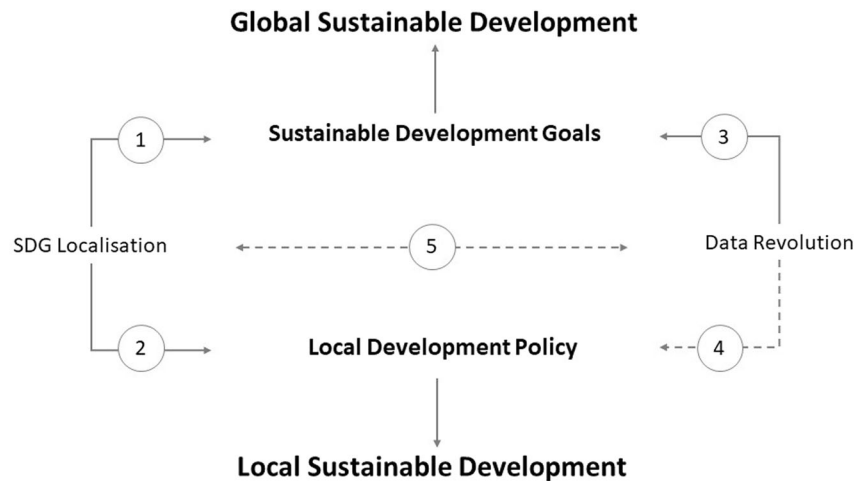 Global Sustainable Development
1
Sustainable Development Goals
3
SDG Localisation
5
Data Revolution
2
Local Development Policy
4
Local Sustainable Development